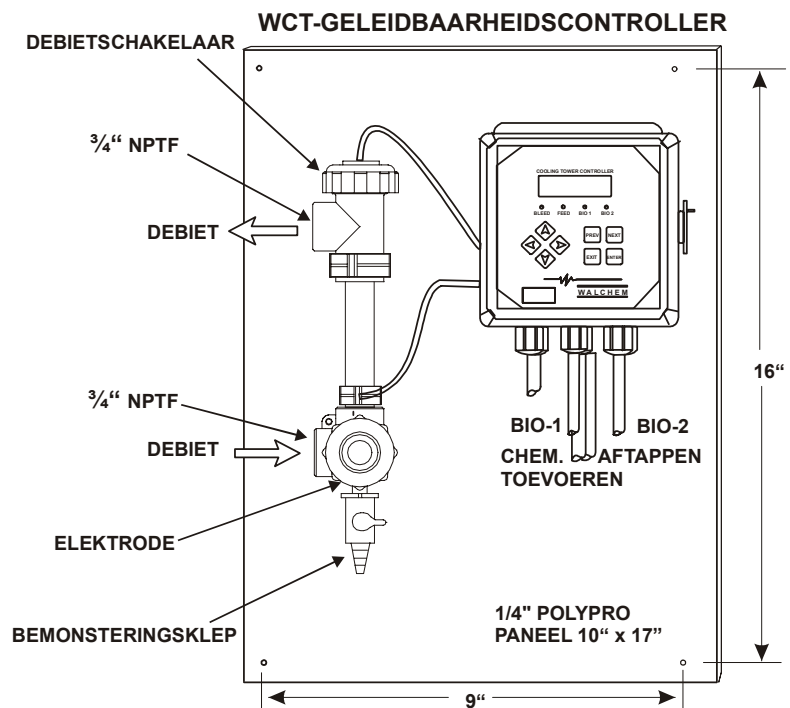 WCT-GELEIDBAARHEIDSCONTROLLER
DEBIETSCHAKELAAR
¾“ NPTF
DEBIET
COOLING TOWER CONTROLLER
BLEED FEED BIO 1 BIO 2
PREV NEXT
EXIT ENTER
WALCHEM
16“
¾“ NPTF
DEBIET
BIO-1 BIO-2
CHEM. AFTAPPEN
TOEVOEREN
ELEKTRODE
BEMONSTERINGSKLEP
1/4" POLYPRO
PANEEL 10“ x 17”
9“